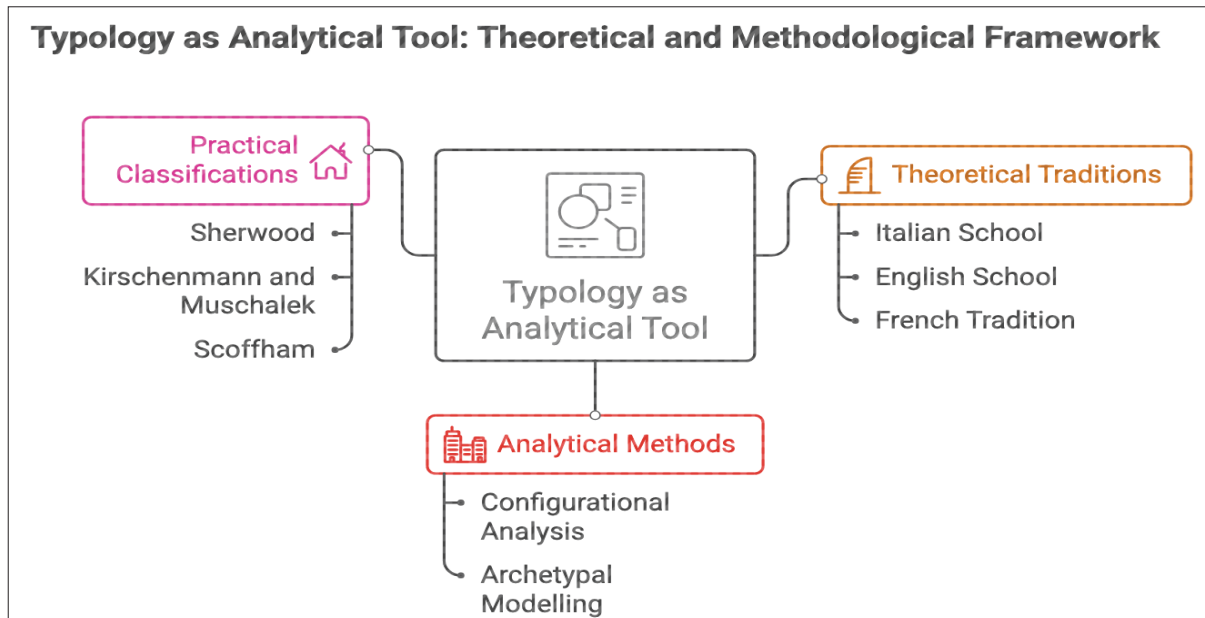 Typology as Analytical Tool: Theoretical and Methodological Framework
Practical
Classifications
Sherwood
Kirschenmann and
Muschalek
Scoffham
Typology as
Analytical Tool
Theoretical Traditions
Italian School
English School
French Tradition
Analytical Methods
Configurational
Analysis
Archetypal
Modelling